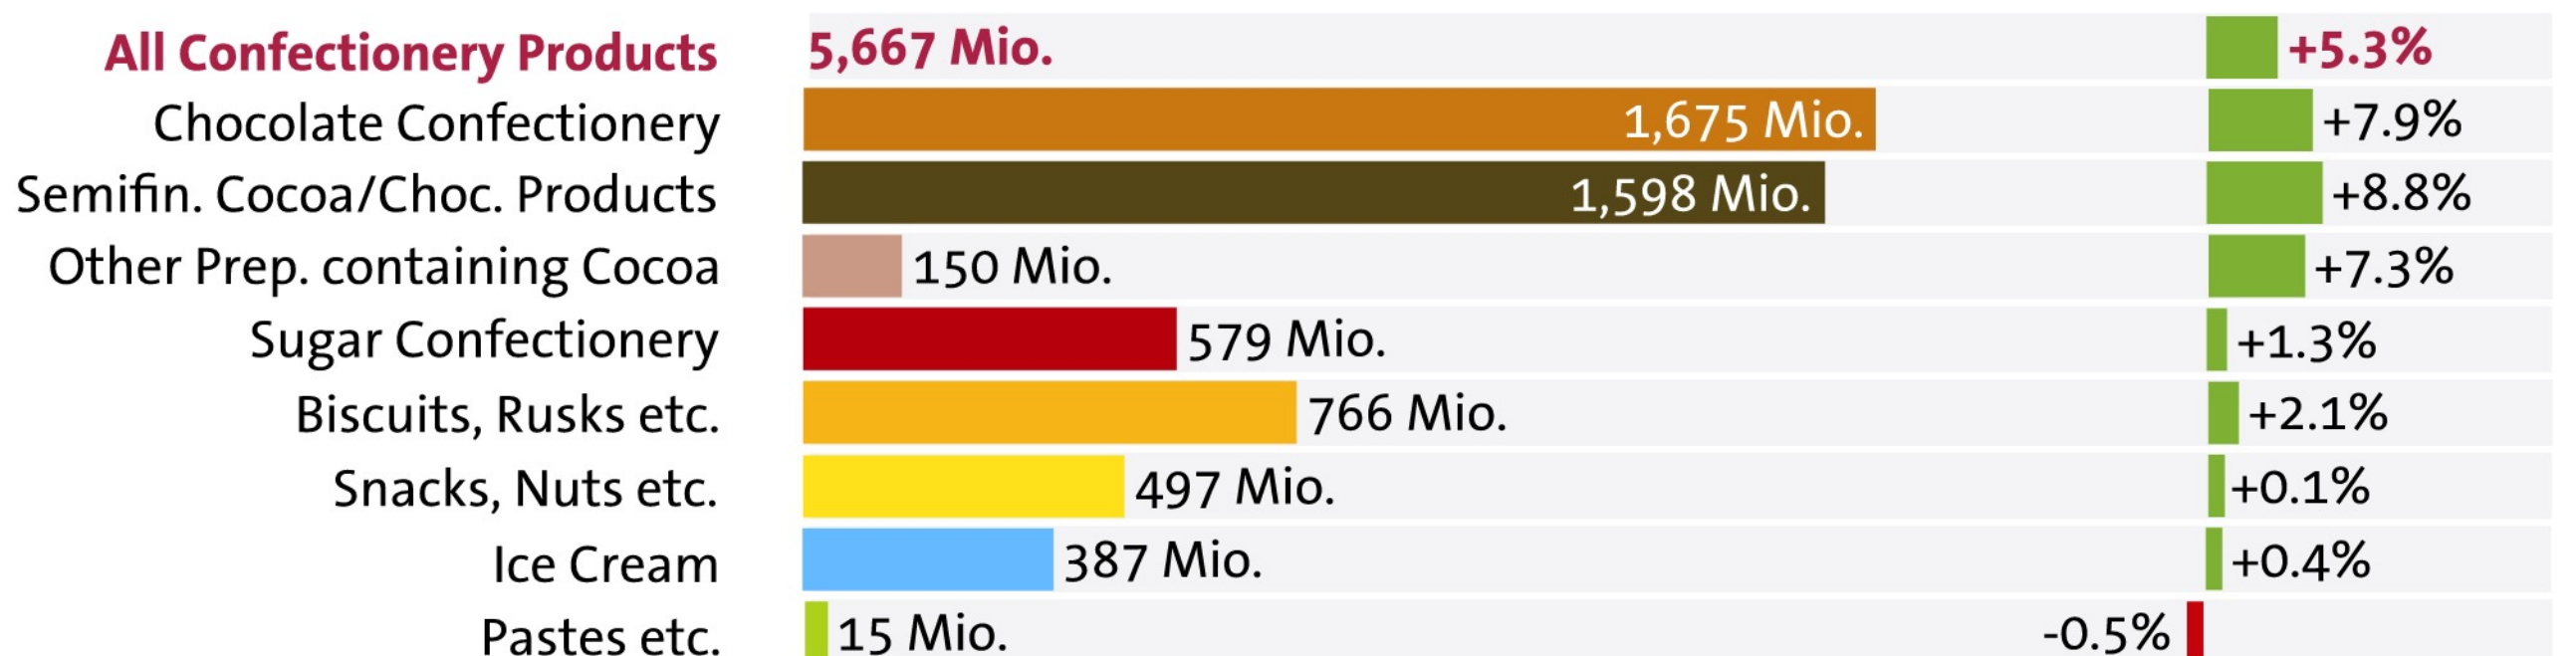 All Confectionery Products 5,667 Mio. +5.3%
Chocolate Confectionery 1,675 Mio. +7.9%
Semifin. Cocoa/Choc. Products 1,598 Mio. +8.8%
Other Prep. containing Cocoa 150 Mio. +7.3%
Sugar Confectionery 579 Mio. +1.3%
Biscuits, Rusks etc. 766 Mio. +2.1%
Snacks, Nuts etc. 497 Mio. +0.1%
Ice Cream 387 Mio. +0.4%
Pastes etc. 15 Mio. -0.5%